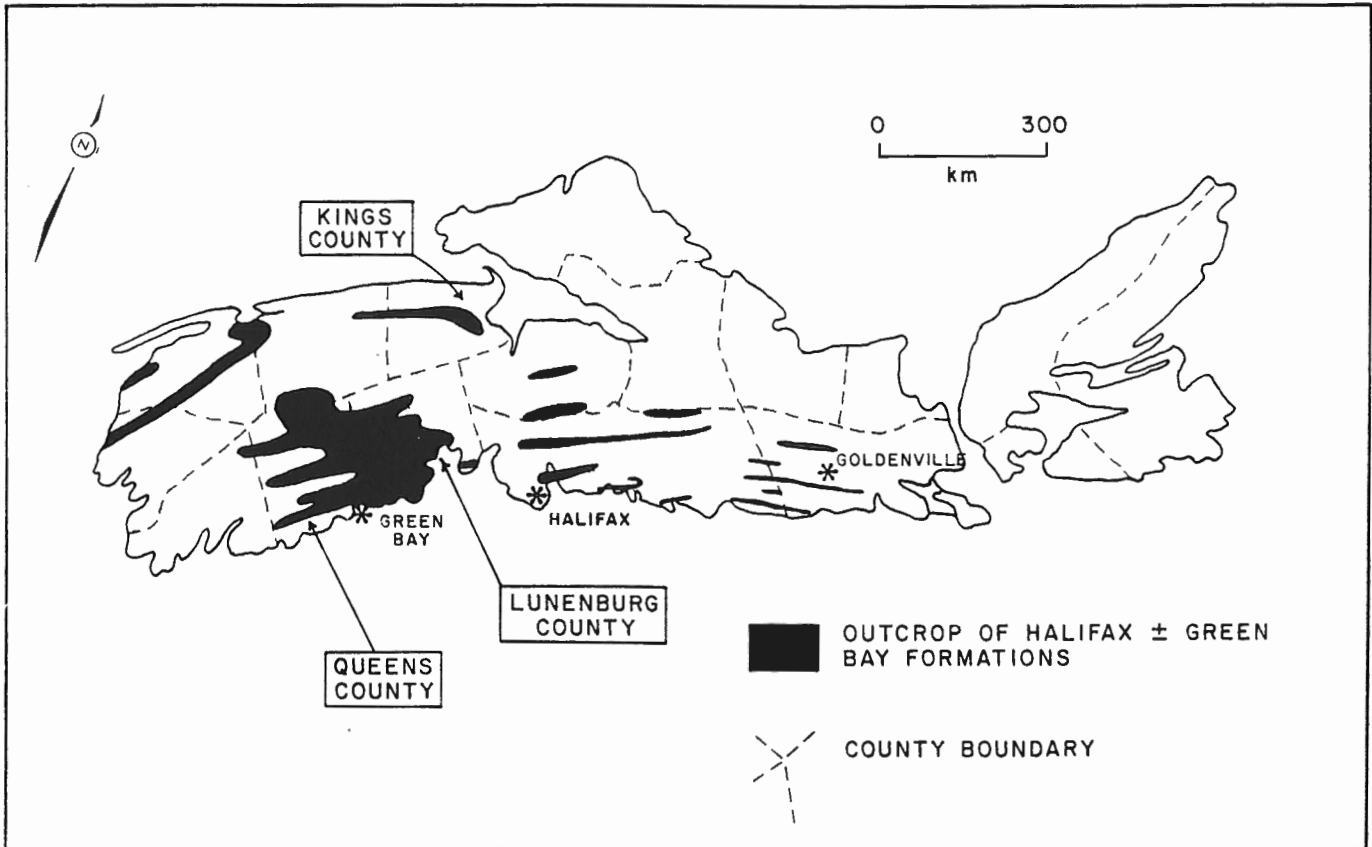 N
0 300
km
KINGS
COUNTY
GOLDENVILLE
GREEN
BAY
HALIFAX
LUNENBURG
COUNTY
QUEENS
COUNTY
OUTCROP OF HALIFAX ± GREEN
BAY FORMATIONS
COUNTY BOUNDARY